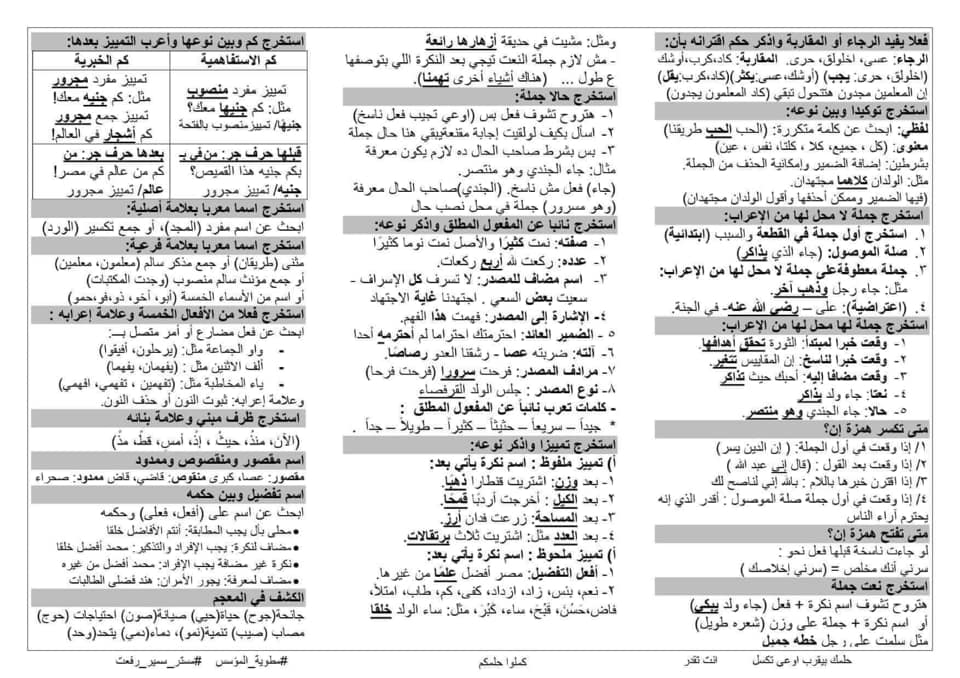 فعلا يفيد الرجاء أو المقاربة واذكر حكم اقترانه بأن:
الرجاء: عسى، اخلولق، حرى. المقاربة: كاد،كرب،أوشك
(اخلولق، حرى: يجب) (أوشك،عسى:يكثر)(كاد،كرب:يقل)
إن المعلمين مجدون هتتحول تبقي (كاد المعلمون يجدون)
استخرج توكيدا وبين نوعه:
لفظي: ابحث عن كلمة متكررة: (الحب الحب طريقنا)
معنوى: (كل ، جميع، كلا ، كلتا، نفس ، عين)
بشرطين: إضافة الضمير وإمكانية الحذف من الجملة.
مثل: الولدان كلاهما مجتهدان.
(فيها الضمير وممكن أحذفها وأقول الولدان مجتهدان)
استخرج جملة لا محل لها من الإعراب:
١. استخرج أول جملة في القطعة والسبب (ابتدائية)
٢. صلة الموصول: (جاء الذي يذاكر)
٣. جملة معطوفةعلى جملة لا محل لها من الإعراب:
مثل: جاء رجل وذهب آخر.
٤. (اعتراضية): على – رضي الله عنه- في الجنة.
استخرج جملة لها محل لها من الإعراب:
١- وقعت خبرا لمبتدأ: الثورة تحقق أهدافها.
٢- وقعت خبرا لناسخ: إن المقاييس تتغير.
٣- وقعت مضافا إليه: أحبك حيث تذاكر
٤- نعتا: جاء ولد يذاكر.
٥- حالا: جاء الجندي وهو منتصر.
متى تكسر همزة إن؟
١/ إذا وقعت في أول الجملة: ( إن الدين يسر)
٢/ إذا وقعت بعد القول : (قال إني عبد الله )
٣/ إذا اقترن خبرها باللام : بالله إني لناصح لك
٤/ إذا وقعت في أول جملة صلة الموصول : أقدر الذي إنه
يحترم آراء الناس
متى تفتح همزة إن؟
لو جاءت ناسخة قبلها فعل نحو :
سرني أنك مخلص = (سرني إخلاصك )
استخرج نعت جملة
هتروح تشوف اسم نكرة + فعل (جاء ولد يبكي)
أو اسم نكرة + جملة على وزن (شعره طويل)
مثل سلمت على رجل خطه جميل
ومثل: مشيت في حديقة أزهارها رائعة
- مش لازم جملة النعت تيجي بعد النكرة اللي بتوصفها
ع طول ... (هناك أشياء أخرى تهمنا).
استخرج حالا جملة:
١- هتروح تشوف فعل بس (اوعي تجيب فعل ناسخ)
٢- اسأل بكيف لولقيت إجابة مقنعةيبقي هنا حال جملة
٣- بس بشرط صاحب الحال ده لازم يكون معرفة
مثال: جاء الجندي وهو منتصر.
(جاء) فعل مش ناسخ. (الجندي)صاحب الحال معرفة
(وهو مسرور) جملة في محل نصب حال
استخرج نائبا عن المفعول المطلق واذكر نوعه:
١- صفته: نمت كثيرًا والأصل نمت نوما كثيرًا
٢- عدده: ركعت لله أربع ركعات.
٣- اسم مضاف للمصدر: لا تسرف كل الإسراف -
سعيت بعض السعي . اجتهدنا غاية الاجتهاد
٤- الإشارة إلى المصدر: فهمت هذا الفهم.
٥ - الضمير العائد: احترمتك احتراما لم أحترمه أحدا
٦- آلته: ضربته عصا - رشقنا العدو رصاصًا.
٧- مرادف المصدر: فرحت سرورا (فرحت فرحا)
٨- نوع المصدر : جلس الولد القرفصاء
- كلمات تعرب نائباً عن المفعول المطلق :
* جيداً – سريعاً – حثيثاً – كثيراً – طويلاً – جداً .
استخرج تمييزا واذكر نوعه:
أ) تمييز ملفوظ : اسم نكرة يأتي بعد:
١- بعد وزن: اشتريت قنطارا ذهبًا.
٢- بعد الكيل : أخرجت أردبًا قمحًا.
٣- بعد المساحة: زرعت فدان أرز.
٤- بعد العدد مثل: اشتريت ثلاث برتقالات.
أ) تمييز ملحوظ : اسم نكرة يأتي بعد:
١- أفعل التفضيل: مصر أفضل علمًا من غيرها.
٢- نعم، بئس، زاد، ازداد، كفى، كم، طاب، امتلأ،
فاض،حَسُنَ، قَبُحَ، ساء، كَبُرَ، مثل: ساء الولد خلقا
استخرج كم وبين نوعها وأعرب التمييز بعدها:
كم الاستفهامية
كم الخبرية
تمييز مفرد منصوب
مثل: كم جنيها معك؟
جنيهًا/ تمييز منصوب بالفتحة
تمييز مفرد مجرور
مثل: كم جنيه معك!
تمييز جمع مجرور
كم أشجار في العالم!
قبلها حرف جر: من في بـ
بكم جنيه هذا القميص؟
جنيه/ تمييز مجرور
بعدها حرف جر: من
كم من عالم في مصر!
عالم/ تمييز مجرور
استخرج اسما معربا بعلامة أصلية:
ابحث عن اسم مفرد (المجد)، أو جمع تكسير (الورد)
استخرج اسما معربا بعلامة فرعية:
مثنى (طريقان) أو جمع مذكر سالم (معلمون، معلمين)
أو جمع مؤنث سالم منصوب (وجدت المكتبات)
أو اسم من الأسماء الخمسة (أبو، أخو، ذو،فو،حمو)
استخرج فعلا من الأفعال الخمسة وعلامة إعرابه :
ابحث عن فعل مضارع أو أمر متصل بـ:
- واو الجماعة مثل: (يرحلون، أفيقوا)
- ألف الاثنين مثل : (يفهمان، يفهما)
- ياء المخاطبة مثل: (تفهمين ، تفهمي، افهمي)
وعلامة إعرابه: ثبوت النون أو حذف النون.
استخرج ظرف مبني وعلامة بنائه
(الآنَ، منذُ، حيثُ ، إذْ، أمسِ، قطُ، مذْ)
اسم مقصور ومنقصوص وممدود
مقصور: عصا، كبرى منقوص: قاضي، قاض ممدود: صحراء
اسم تفضيل وبين حكمه
ابحث عن اسم على (أفعل، فعلى) وحكمه
•محلى بأل يجب المطابقة: أنتم الأفاضل خلقا
•مضاف لنكرة: يجب الإفراد والتذكير: محمد أفضل خلقا
•نكرة غير مضافة يجب الإفراد: محمد أفضل من غيره
•مضاف لمعرفة: يجور الأمران: هند فضلى الطالبات
الكشف في المعجم
جانحة(جوح) حياة(حيي) صيانة(صون) احتياجات (حوج)
مصاب (صيب) تنمية(نمو)، دماء(دمي) يتحد(وحد)
حلمك بيقرب اوعى تكسل انت تقدر
كملوا حلمكم
#مطوية_المؤسس #مستر_سمير_رفعت